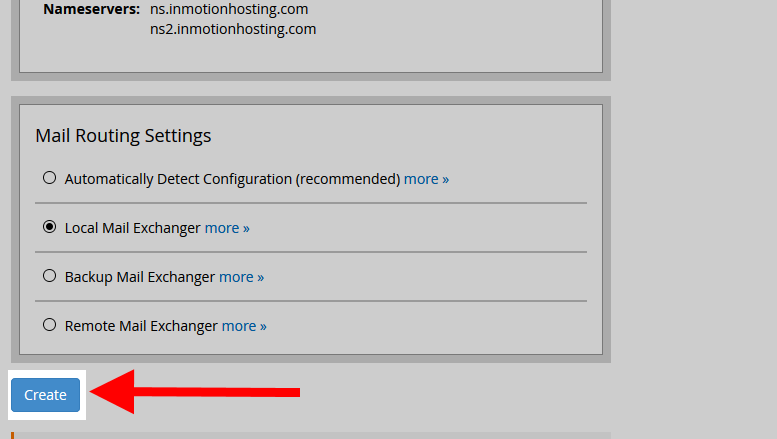 Nameservers: ns.inmotionhosting.com
ns2.inmotionhosting.com
Mail Routing Settings
Automatically Detect Configuration (recommended) more »
Local Mail Exchanger more »
Backup Mail Exchanger more »
Remote Mail Exchanger more »
Create